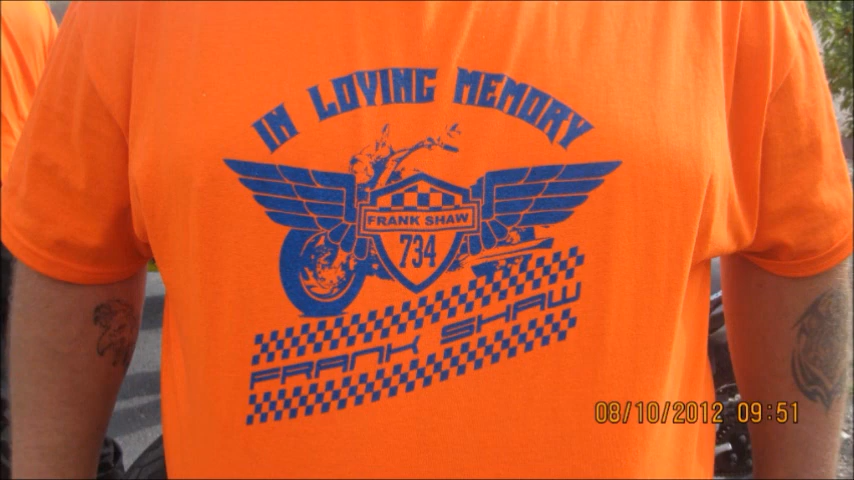 IN LOVING MEMORY
FRANK SHAW
734
FRANK SHAW
08/10/2012 09:51